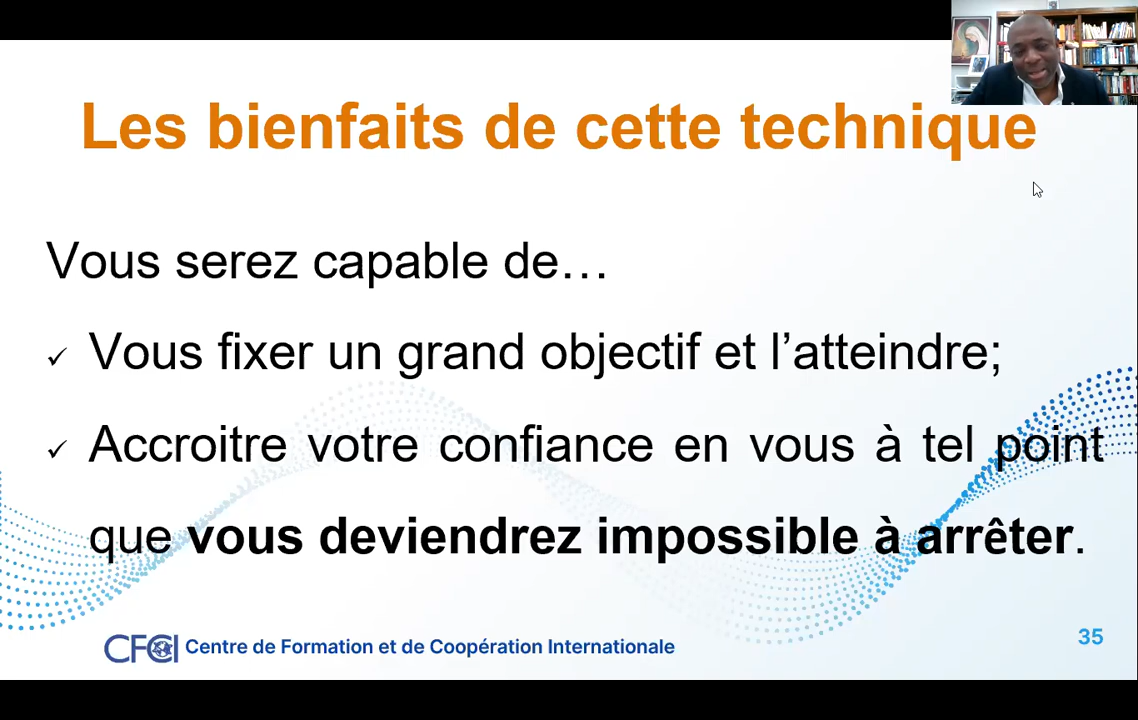 Les bienfaits de cette technique
Vous serez capable de…
✓ Vous fixer un grand objectif et l’atteindre;
✓ Accroitre votre confiance en vous à tel point
que vous deviendrez impossible à arrêter.
CFCI Centre de Formation et de Coopération Internationale
35